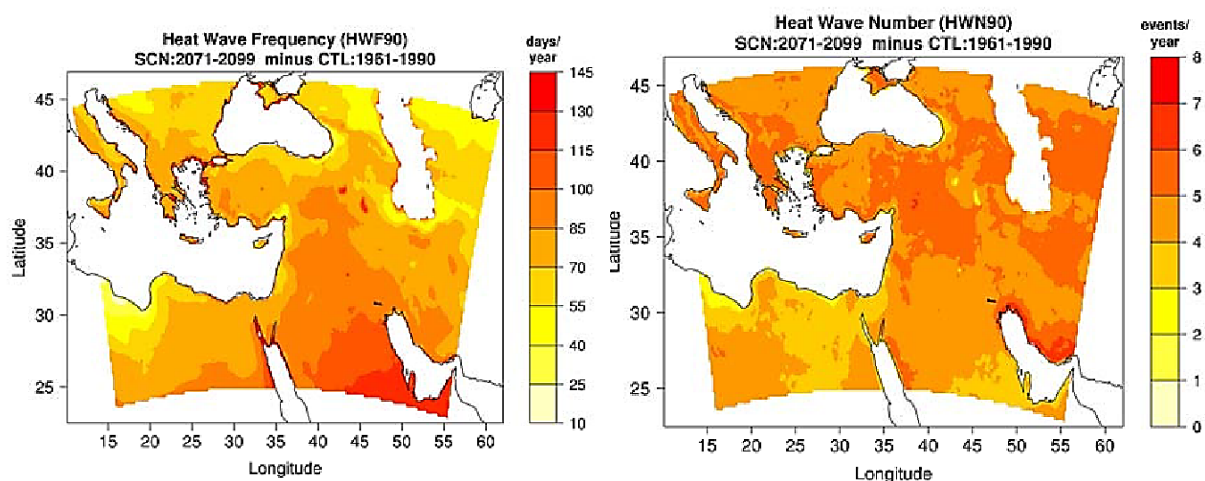 Heat Wave Frequency (HWF90)
SCN:2071-2099 minus CTL:1961-1990
days/
year
145
130
115
100
85
70
55
40
25
10
45
40
35
30
25
Latitude
15 20 25 30 35 40 45 50 55 60
Longitude
Heat Wave Number (HWN90)
SCN:2071-2099 minus CTL:1961-1990
events/
year
8
7
6
5
4
3
2
1
0
45
40
35
30
25
Latitude
15 20 25 30 35 40 45 50 55 60
Longitude